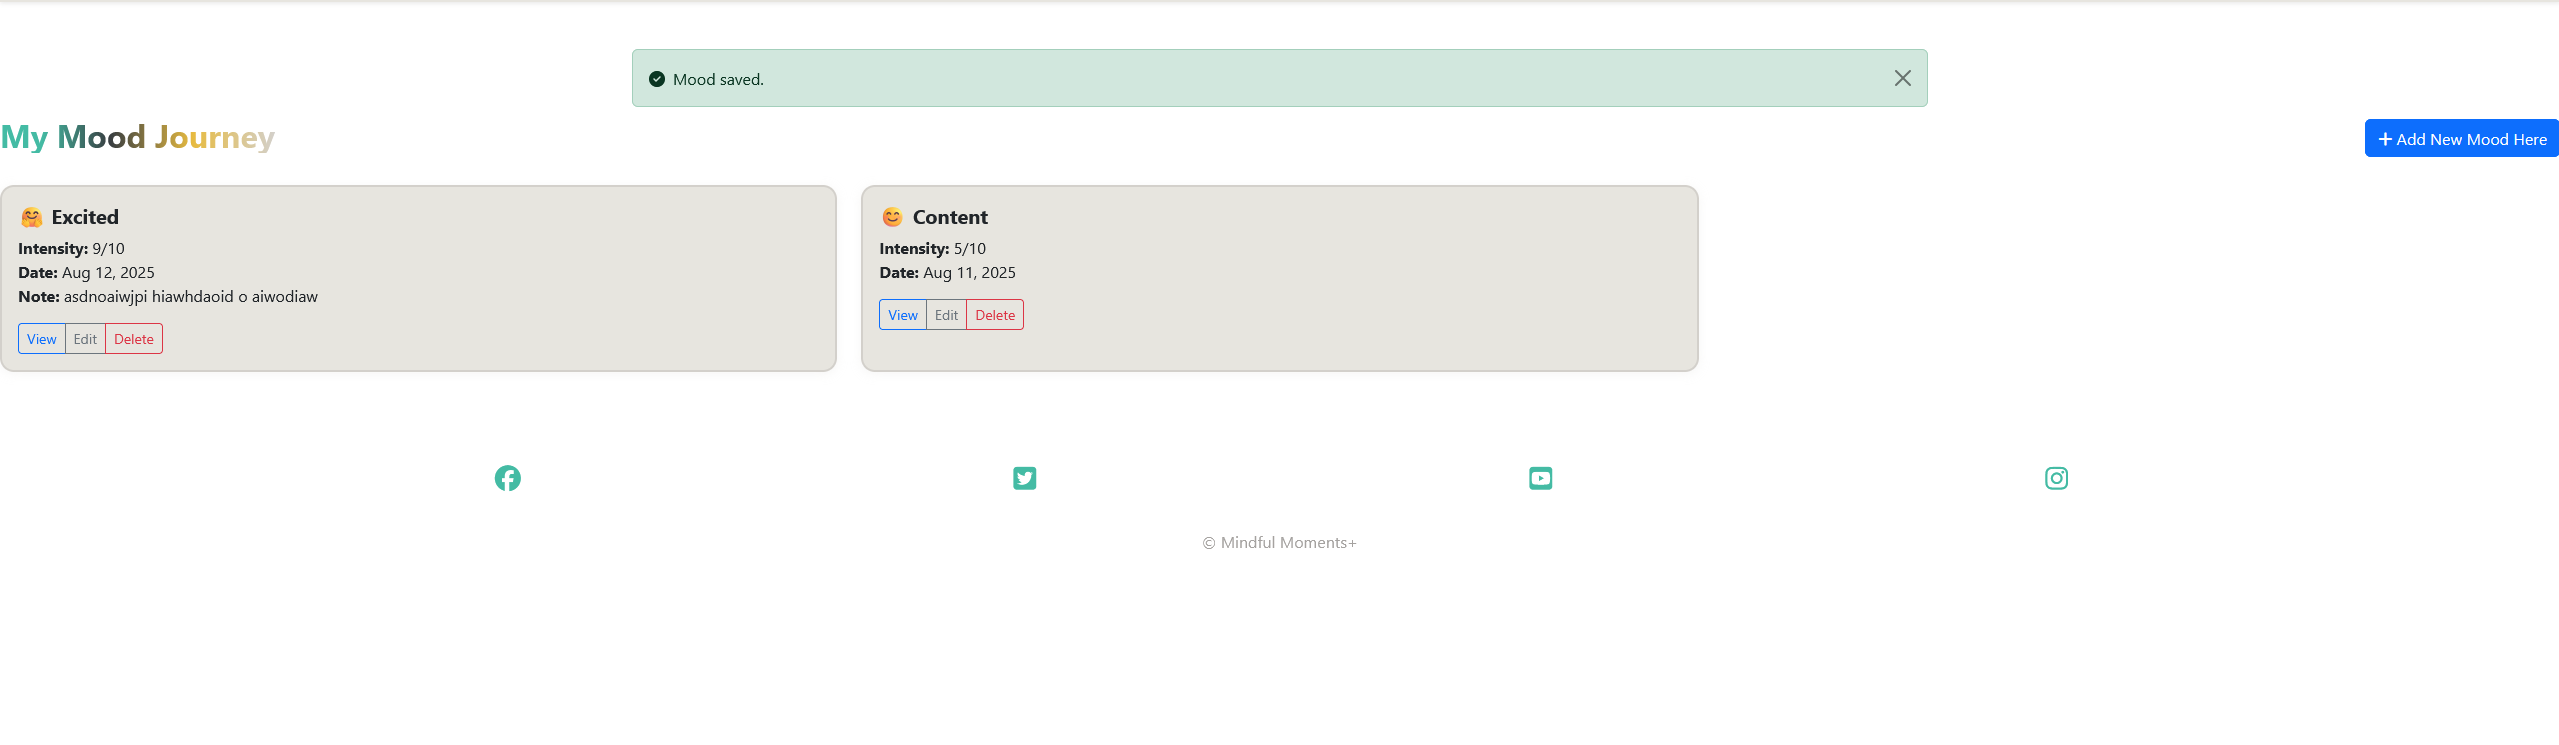 Mood saved.
My Mood Journey
Add New Mood Here
🤗 Excited
Intensity: 9/10
Date: Aug 12, 2025
Note: asdnoaiwjpi hiawhdaoid o aiwodiaw
View Edit Delete
😊 Content
Intensity: 5/10
Date: Aug 11, 2025
View Edit Delete
© Mindful Moments+